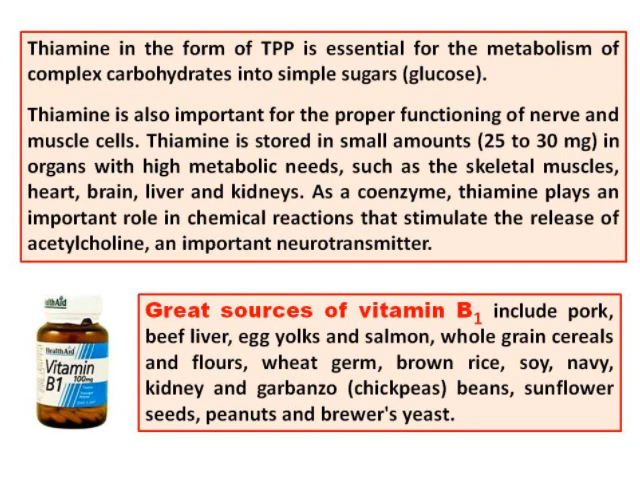 Thiamine in the form of TPP is essential for the metabolism of
complex carbohydrates into simple sugars (glucose).
Thiamine is also important for the proper functioning of nerve and
muscle cells. Thiamine is stored in small amounts (25 to 30 mg) in
organs with high metabolic needs, such as the skeletal muscles,
heart, brain, liver and kidneys. As a coenzyme, thiamine plays an
important role in chemical reactions that stimulate the release of
acetylcholine, an important neurotransmitter.
HealthAid
Vitamin
B1 100mg
Great sources of vitamin B₁ include pork,
beef liver, egg yolks and salmon, whole grain cereals
and flours, wheat germ, brown rice, soy, navy,
kidney and garbanzo (chickpeas) beans, sunflower
seeds, peanuts and brewer's yeast.